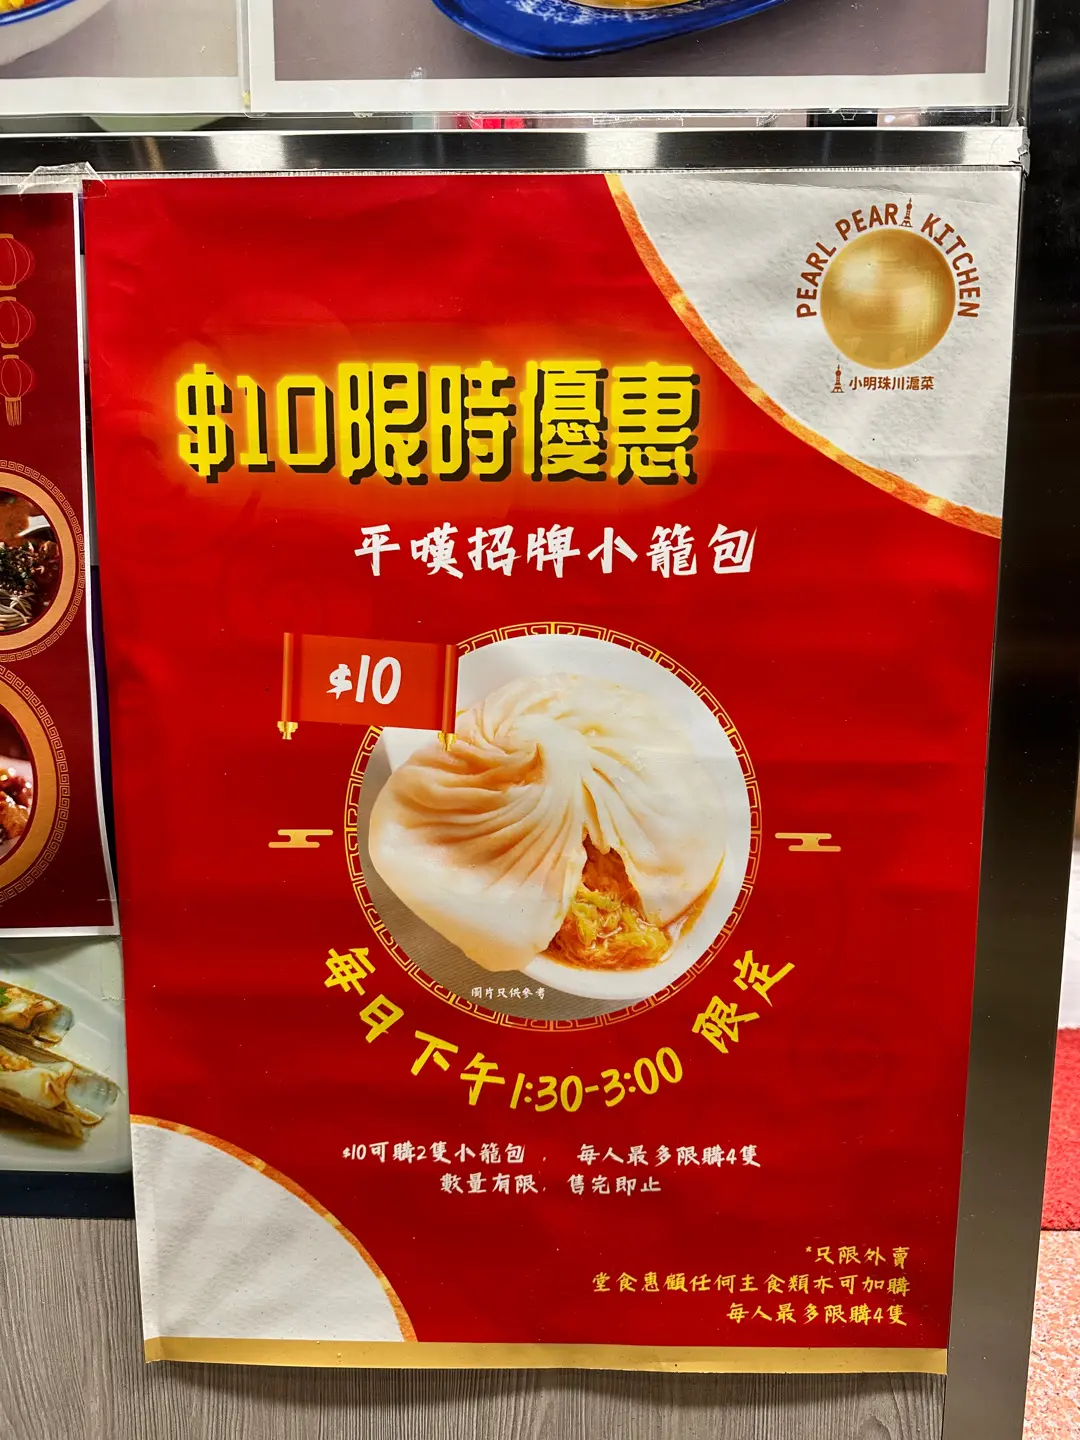 PEARL PEARL KITCHEN
小明珠川滬菜
$10限時優惠
平嘆招牌小籠包
$10
圖片只供參考
每日下午1:30-3:00 限定
$10可購2隻小籠包， 每人最多限購4隻
數量有限，售完即止
*只限外賣
堂食惠顧任何主食類亦可加購
每人最多限購4隻